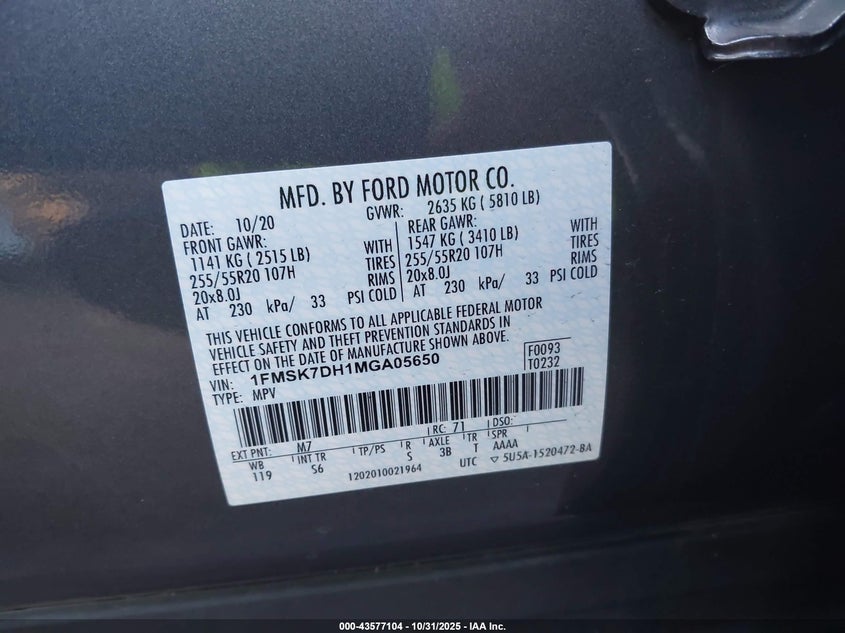 MFD. BY FORD MOTOR CO.
DATE: 10/20 GVWR: 2635 KG ( 5810 LB)
FRONT GAWR: REAR GAWR:
1141 KG ( 2515 LB) WITH 1547 KG ( 3410 LB) WITH
255/55R20 107H TIRES 255/55R20 107H TIRES
20x8.0J RIMS 20x8.0J RIMS
AT 230 kPa/ 33 PSI COLD AT 230 kPa/ 33 PSI COLD
THIS VEHICLE CONFORMS TO ALL APPLICABLE FEDERAL MOTOR
VEHICLE SAFETY AND THEFT PREVENTION STANDARDS IN
EFFECT ON THE DATE OF MANUFACTURE SHOWN ABOVE.
VIN: 1FMSK7DH1MGA05650 F0093
TYPE: MPV T0232
EXT PNT: M7 RC: 71 DSO:
WB INT TR TP/PS R AXLE TR SPR
119 S6 S 3B T AAAA
1202010021964 UTC ▽ 5U5A-1520472-BA
000-43577104 - 10/31/2025 - IAA Inc.